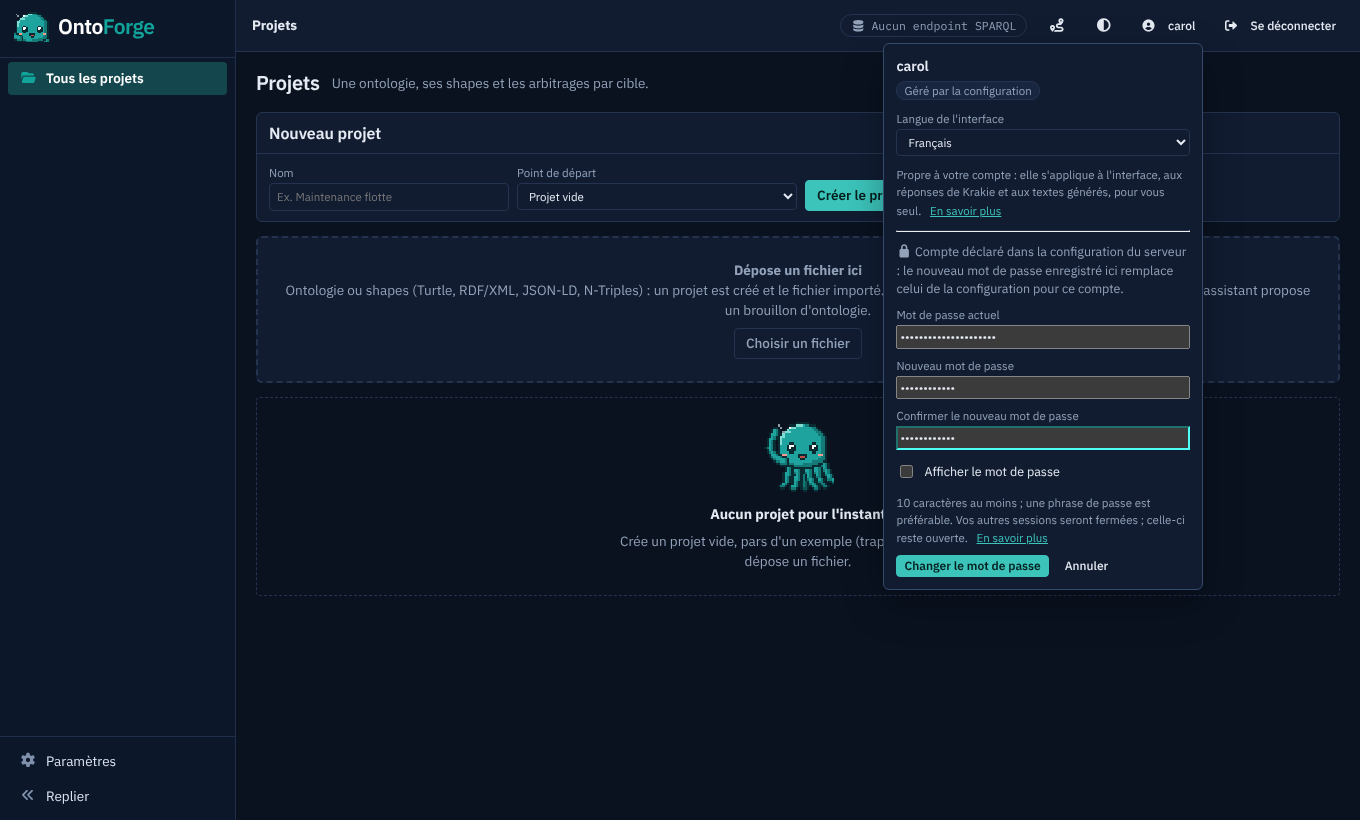 OntoForge
Tous les projets
Paramètres
Replier
Projets
Aucun endpoint SPARQL
carol
Se déconnecter
Projets
Une ontologie, ses shapes et les arbitrages par cible.
Nouveau projet
Nom
Point de départ
Ex. Maintenance flotte
Projet vide
Créer le pr
Dépose un fichier ici
Ontologie ou shapes (Turtle, RDF/XML, JSON-LD, N-Triples) : un projet est créé et le fichier importé.
assistant propose
un brouillon d'ontologie.
Choisir un fichier
Aucun projet pour l'instant
Crée un projet vide, pars d'un exemple (trap
dépose un fichier.
carol
Géré par la configuration
Langue de l'interface
Français
Propre à votre compte : elle s'applique à l'interface, aux
réponses de Krakie et aux textes générés, pour vous
seul. En savoir plus
Compte déclaré dans la configuration du serveur
: le nouveau mot de passe enregistré ici remplace
celui de la configuration pour ce compte.
Mot de passe actuel
•••••••••••••••••••••
Nouveau mot de passe
••••••••••••
Confirmer le nouveau mot de passe
••••••••••••
Afficher le mot de passe
10 caractères au moins ; une phrase de passe est
préférable. Vos autres sessions seront fermées ; celle-ci
reste ouverte. En savoir plus
Changer le mot de passe
Annuler